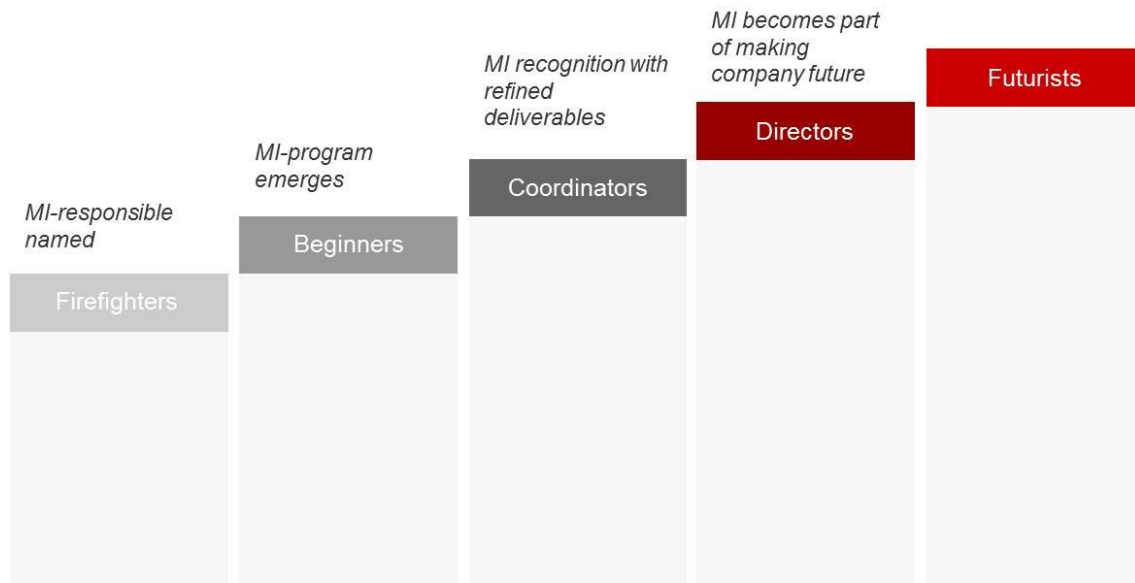 MI-responsible
named
Firefighters
MI-program
emerges
Beginners
MI recognition with
refined
deliverables
Coordinators
MI becomes part
of making
company future
Directors
Futurists